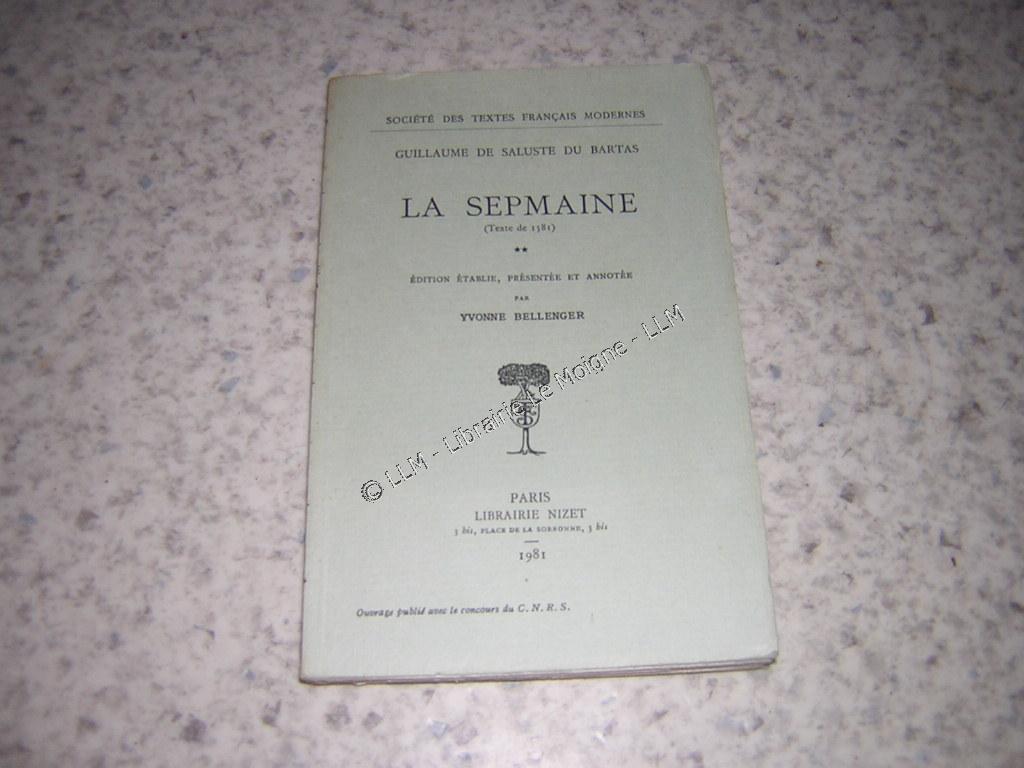 SOCIÉTÉ DES TEXTES FRANÇAIS MODERNES
GUILLAUME DE SALUSTE DU BARTAS
LA SEPMAINE
(Texte de 1581)
**
ÉDITION ÉTABLIE, PRÉSENTÉE ET ANNOTÉE
PAR
YVONNE BELLENGER
© LLM - Librairie Le Moigne - LLM
PARIS
LIBRAIRIE NIZET
3 bis, PLACE DE LA SORBONNE, 3 bis
1981
Ouvrage publié avec le concours du C. N. R. S.